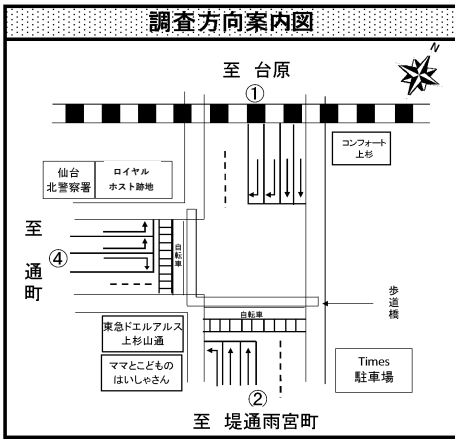 調査方向案内図
N
至 台原
①
コンフォート
上杉
仙台
北警察署
ロイヤル
ホスト跡地
至
通
町
④
自転車
歩
道
橋
自転車
東急ドエルアルス
上杉山通
ママとこどもの
はいしゃさん
Times
駐車場
②
至 堤通雨宮町